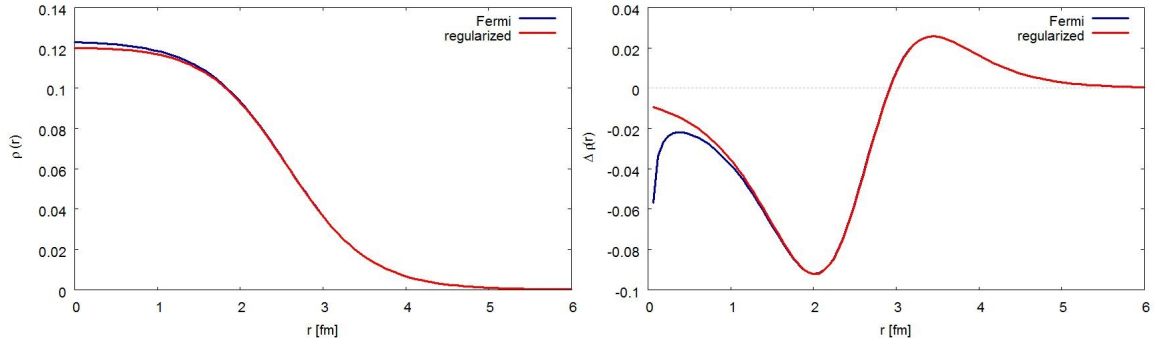 0.14
0.12
0.1
0.08
0.06
0.04
0.02
0
ρ (r)
Fermi
regularized
0 1 2 3 4 5 6
r [fm]
0.04
0.02
0
-0.02
-0.04
-0.06
-0.08
-0.1
Δ ρ(r)
Fermi
regularized
0 1 2 3 4 5 6
r [fm]